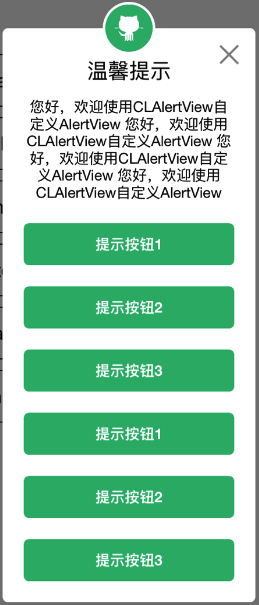 温馨提示
您好，欢迎使用CLAlertView自
定义AlertView 您好，欢迎使用
CLAlertView自定义AlertView 您
好，欢迎使用CLAlertView自定
义AlertView 您好，欢迎使用
CLAlertView自定义AlertView
提示按钮1
提示按钮2
提示按钮3
提示按钮1
提示按钮2
提示按钮3